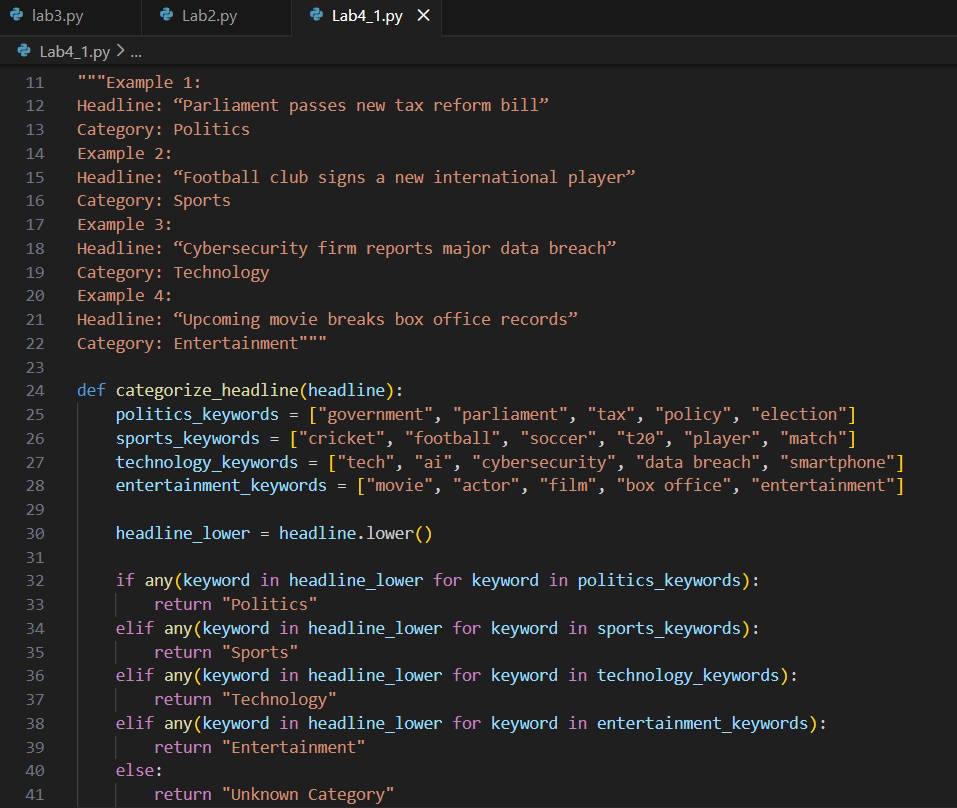 lab3.py Lab2.py Lab4_1.py
Lab4_1.py > ...
11 """Example 1:
12 Headline: “Parliament passes new tax reform bill”
13 Category: Politics
14 Example 2:
15 Headline: “Football club signs a new international player”
16 Category: Sports
17 Example 3:
18 Headline: “Cybersecurity firm reports major data breach”
19 Category: Technology
20 Example 4:
21 Headline: “Upcoming movie breaks box office records”
22 Category: Entertainment"""
23
24 def categorize_headline(headline):
25     politics_keywords = ["government", "parliament", "tax", "policy", "election"]
26     sports_keywords = ["cricket", "football", "soccer", "t20", "player", "match"]
27     technology_keywords = ["tech", "ai", "cybersecurity", "data breach", "smartphone"]
28     entertainment_keywords = ["movie", "actor", "film", "box office", "entertainment"]
29
30     headline_lower = headline.lower()
31
32     if any(keyword in headline_lower for keyword in politics_keywords):
33         return "Politics"
34     elif any(keyword in headline_lower for keyword in sports_keywords):
35         return "Sports"
36     elif any(keyword in headline_lower for keyword in technology_keywords):
37         return "Technology"
38     elif any(keyword in headline_lower for keyword in entertainment_keywords):
39         return "Entertainment"
40     else:
41         return "Unknown Category"